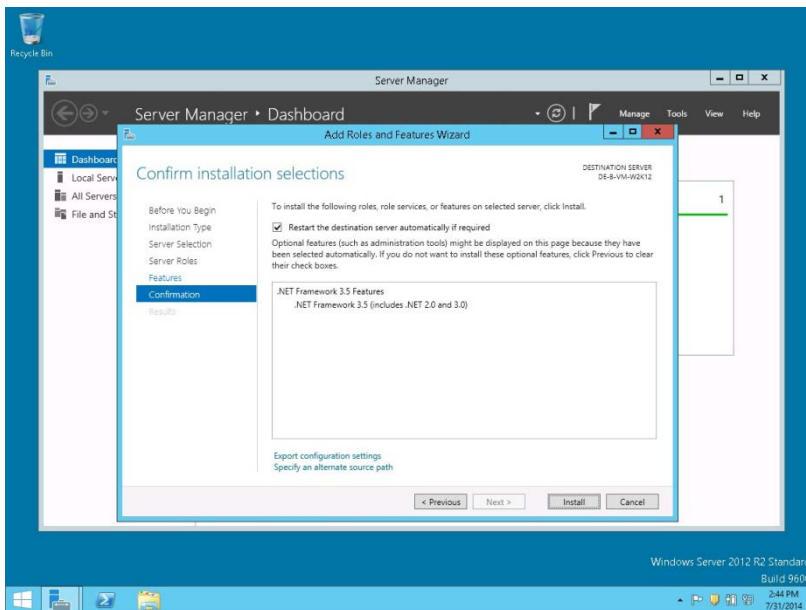 Recycle Bin
Server Manager
Server Manager • Dashboard
Manage Tools View Help
Add Roles and Features Wizard
Dashboard
Local Serve
All Servers
File and St
1
Confirm installation selections
DESTINATION SERVER
DE-B-VM-W2K12
Before You Begin
Installation Type
Server Selection
Server Roles
Features
Confirmation
Results
To install the following roles, role services, or features on selected server, click Install.
Restart the destination server automatically if required
Optional features (such as administration tools) might be displayed on this page because they have
been selected automatically. If you do not want to install these optional features, click Previous to clear
their check boxes.
.NET Framework 3.5 Features
.NET Framework 3.5 (includes .NET 2.0 and 3.0)
Export configuration settings
Specify an alternate source path
< Previous Next > Install Cancel
Windows Server 2012 R2 Standar
Build 960
2:44 PM
7/31/2014